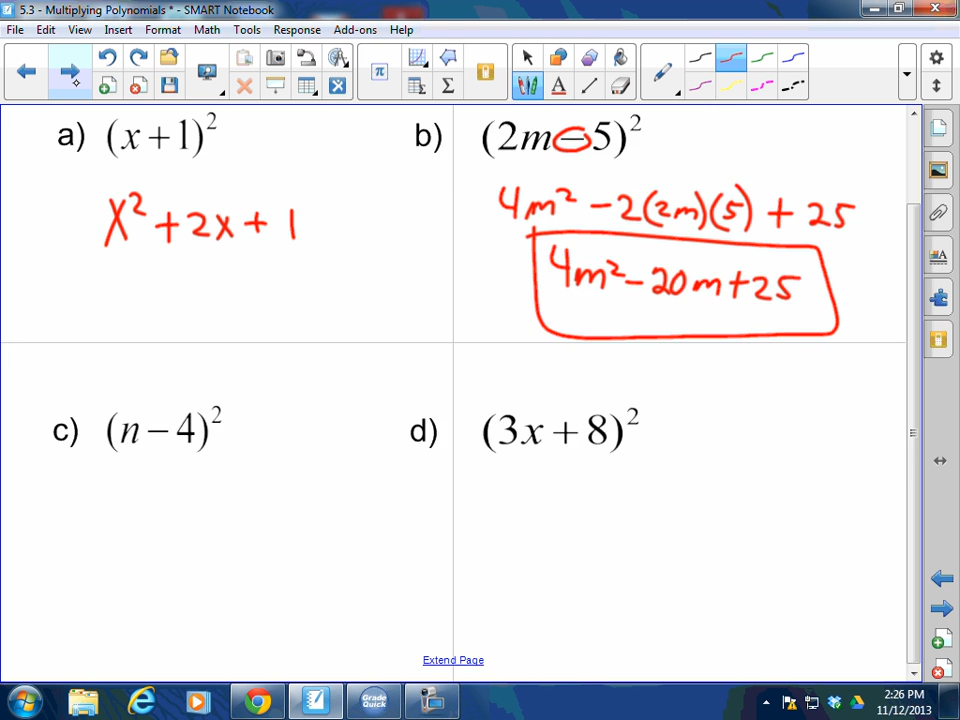 5.3 - Multiplying Polynomials * - SMART Notebook
File Edit View Insert Format Math Tools Response Add-ons Help
a) (x + 1)²
b) (2m − 5)²
x² + 2x + 1
4m² − 2(2m)(5) + 25
4m² − 20m + 25
c) (n − 4)²
d) (3x + 8)²
Extend Page
Grade
Quick
2:26 PM
11/12/2013